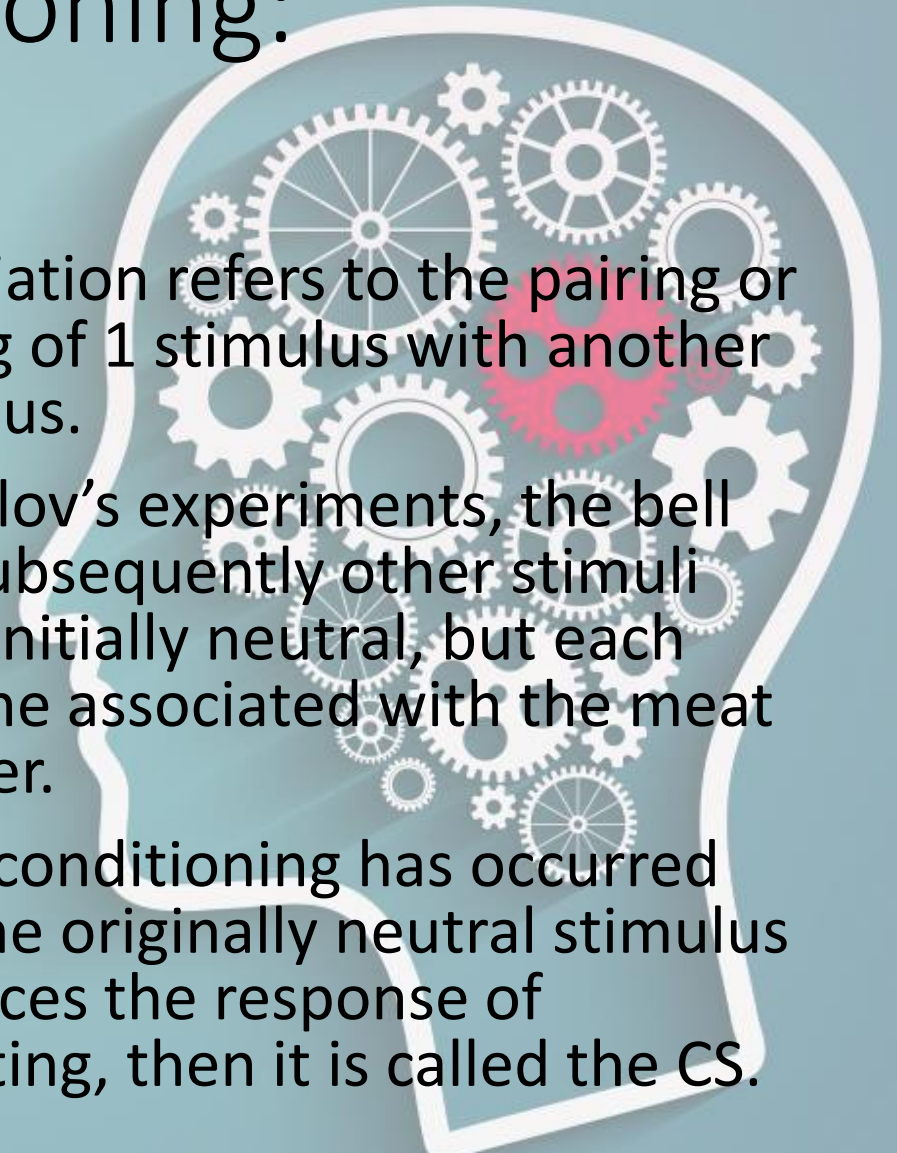 oning:
iation refers to the pairing or
g of 1 stimulus with another
us.
lov’s experiments, the bell
ubsequently other stimuli
nitially neutral, but each
ne associated with the meat
er.
conditioning has occurred
ne originally neutral stimulus
ces the response of
ting, then it is called the CS.